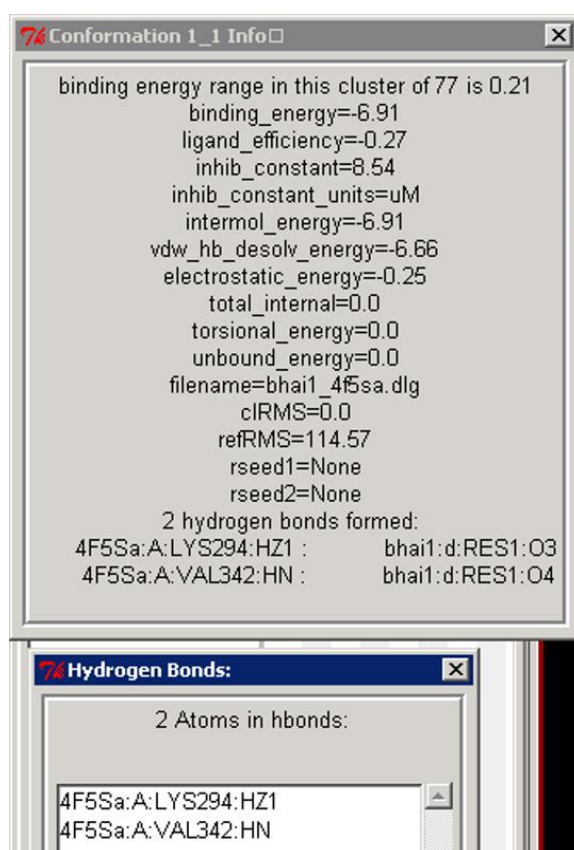 Conformation 1_1 Info□
binding energy range in this cluster of 77 is 0.21
binding_energy=-6.91
ligand_efficiency=-0.27
inhib_constant=8.54
inhib_constant_units=uM
intermol_energy=-6.91
vdw_hb_desolv_energy=-6.66
electrostatic_energy=-0.25
total_internal=0.0
torsional_energy=0.0
unbound_energy=0.0
filename=bhai1_4f5sa.dlg
clRMS=0.0
refRMS=114.57
rseed1=None
rseed2=None
2 hydrogen bonds formed:
4F5Sa:A:LYS294:HZ1 : bhai1:d:RES1:O3
4F5Sa:A:VAL342:HN : bhai1:d:RES1:O4
Hydrogen Bonds:
2 Atoms in hbonds:
4F5Sa:A:LYS294:HZ1
4F5Sa:A:VAL342:HN